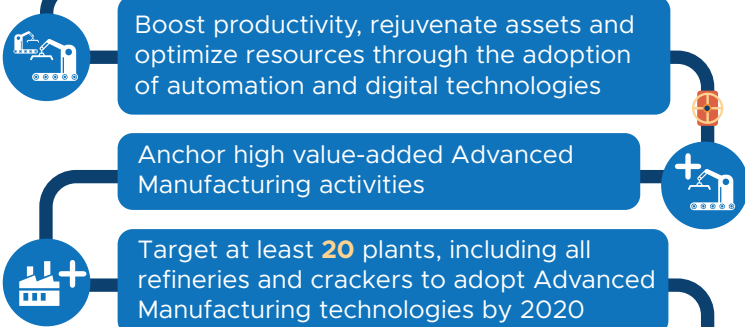 Boost productivity, rejuvenate assets and
optimize resources through the adoption
of automation and digital technologies
Anchor high value-added Advanced
Manufacturing activities
Target at least 20 plants, including all
refineries and crackers to adopt Advanced
Manufacturing technologies by 2020